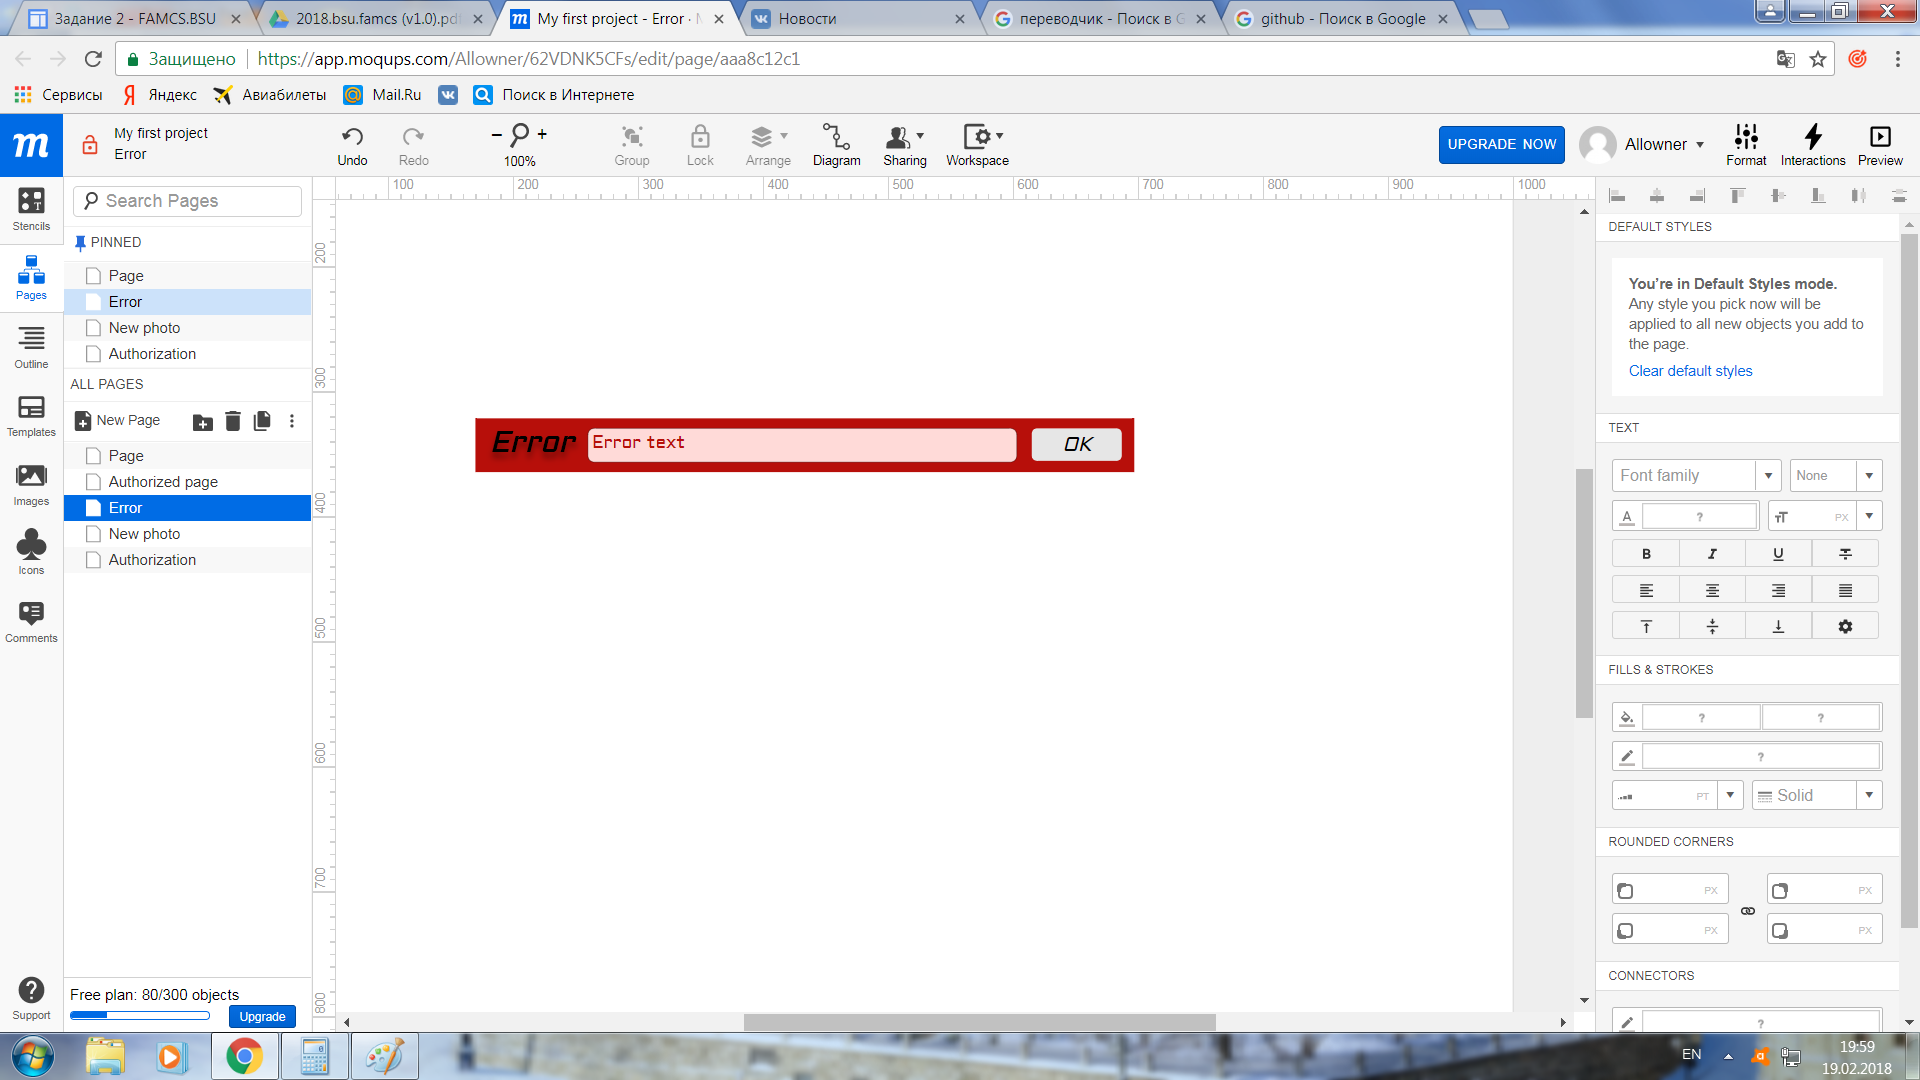 Задание 2 - FAMCS.BSU
2018.bsu.famcs (v1.0).pd
My first project - Error ·
Новости
переводчик - Поиск в G
github - Поиск в Google
Защищено
https://app.moqups.com/Allowner/62VDNK5CFs/edit/page/aaa8c12c1
Сервисы
Яндекс
Авиабилеты
Mail.Ru
Поиск в Интернете
m
My first project
Error
Undo
Redo
100%
Group
Lock
Arrange
Diagram
Sharing
Workspace
UPGRADE NOW
Allowner
Format
Interactions
Preview
Stencils
Pages
Outline
Templates
Images
Icons
Comments
Support
Search Pages
PINNED
Page
Error
New photo
Authorization
ALL PAGES
New Page
Page
Authorized page
Error
New photo
Authorization
Free plan: 80/300 objects
Upgrade
100 200 300 400 500 600 700 800 900 1000
200
300
400
500
600
700
800
Error
Error text
OK
DEFAULT STYLES
You're in Default Styles mode.
Any style you pick now will be
applied to all new objects you add to
the page.
Clear default styles
TEXT
Font family
None
A ?
тT PX
B I U T
FILLS & STROKES
? ?
?
PT
Solid
ROUNDED CORNERS
PX PX
PX PX
CONNECTORS
?
EN
19:59
19.02.2018